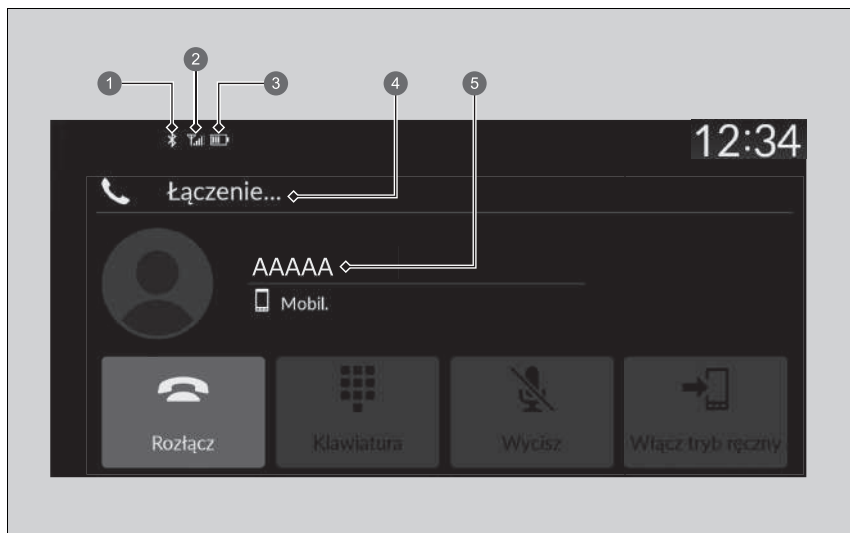 2
1 3 4 5
12:34
Łączenie...
AAAAA
Mobil.
Rozłącz Klawiatura Wycisz Włącz tryb ręczny